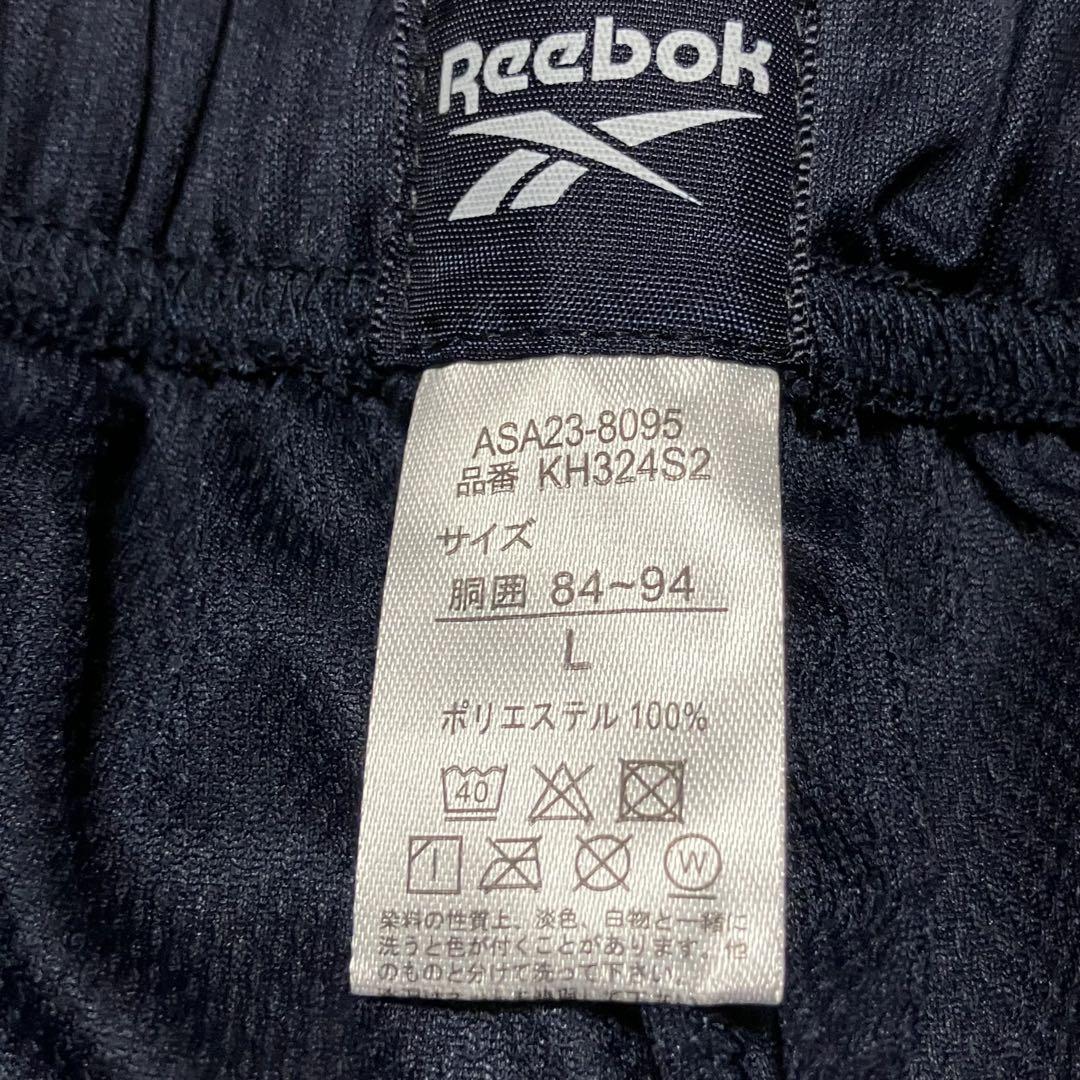 Reebok
ASA23-8095
品番 KH324S2
サイズ
胴囲 84~94
L
ポリエステル 100%
40
W
染料の性質上、淡色、白物と一緒に
洗うと色が付くことがあります。他
のものと分けて洗って下さい。